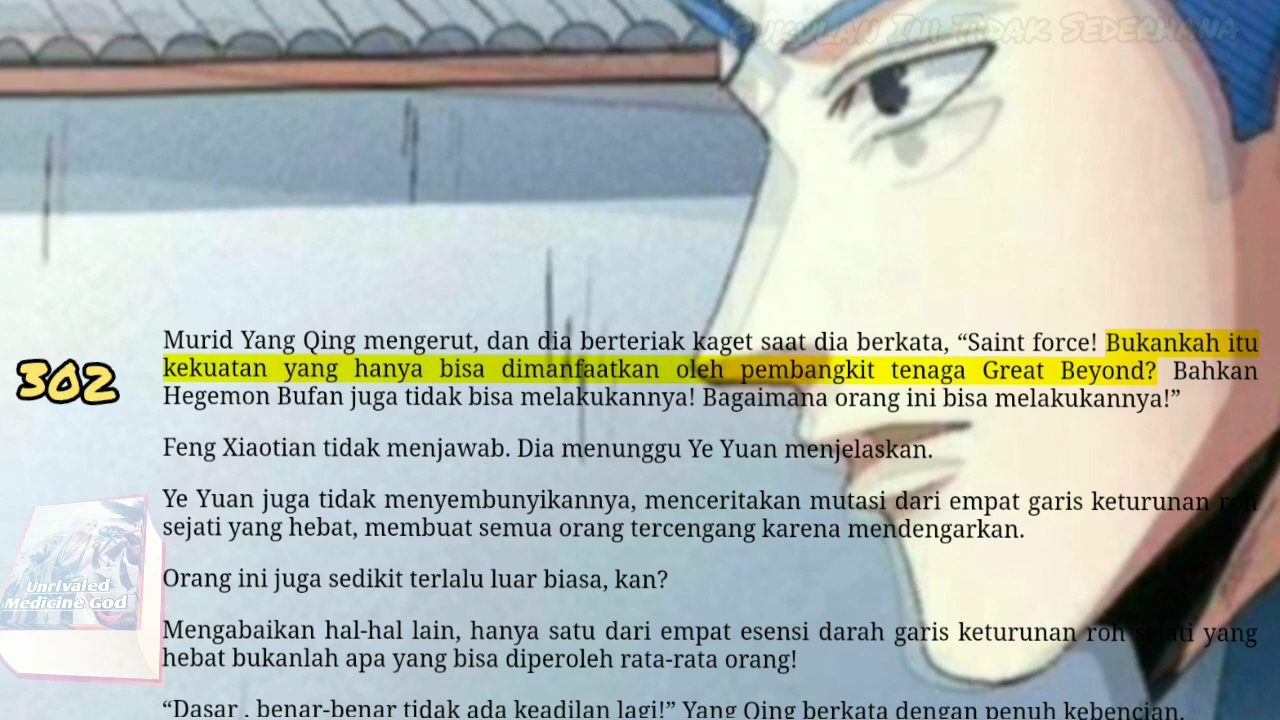 Pukulan Ini Tidak Sederhana
Murid Yang Qing mengerut, dan dia berteriak kaget saat dia berkata, “Saint force! Bukankah itu
kekuatan yang hanya bisa dimanfaatkan oleh pembangkit tenaga Great Beyond? Bahkan
Hegemon Bufan juga tidak bisa melakukannya! Bagaimana orang ini bisa melakukannya!”
302
Feng Xiaotian tidak menjawab. Dia menunggu Ye Yuan menjelaskan.
Ye Yuan juga tidak menyembunyikannya, menceritakan mutasi dari empat garis keturunan roh
sejati yang hebat, membuat semua orang tercengang karena mendengarkan.
Orang ini juga sedikit terlalu luar biasa, kan?
Unrivaled
Medicine God
Mengabaikan hal-hal lain, hanya satu dari empat esensi darah garis keturunan roh sejati yang
hebat bukanlah apa yang bisa diperoleh rata-rata orang!
“Dasar , benar-benar tidak ada keadilan lagi!” Yang Qing berkata dengan penuh kebencian.